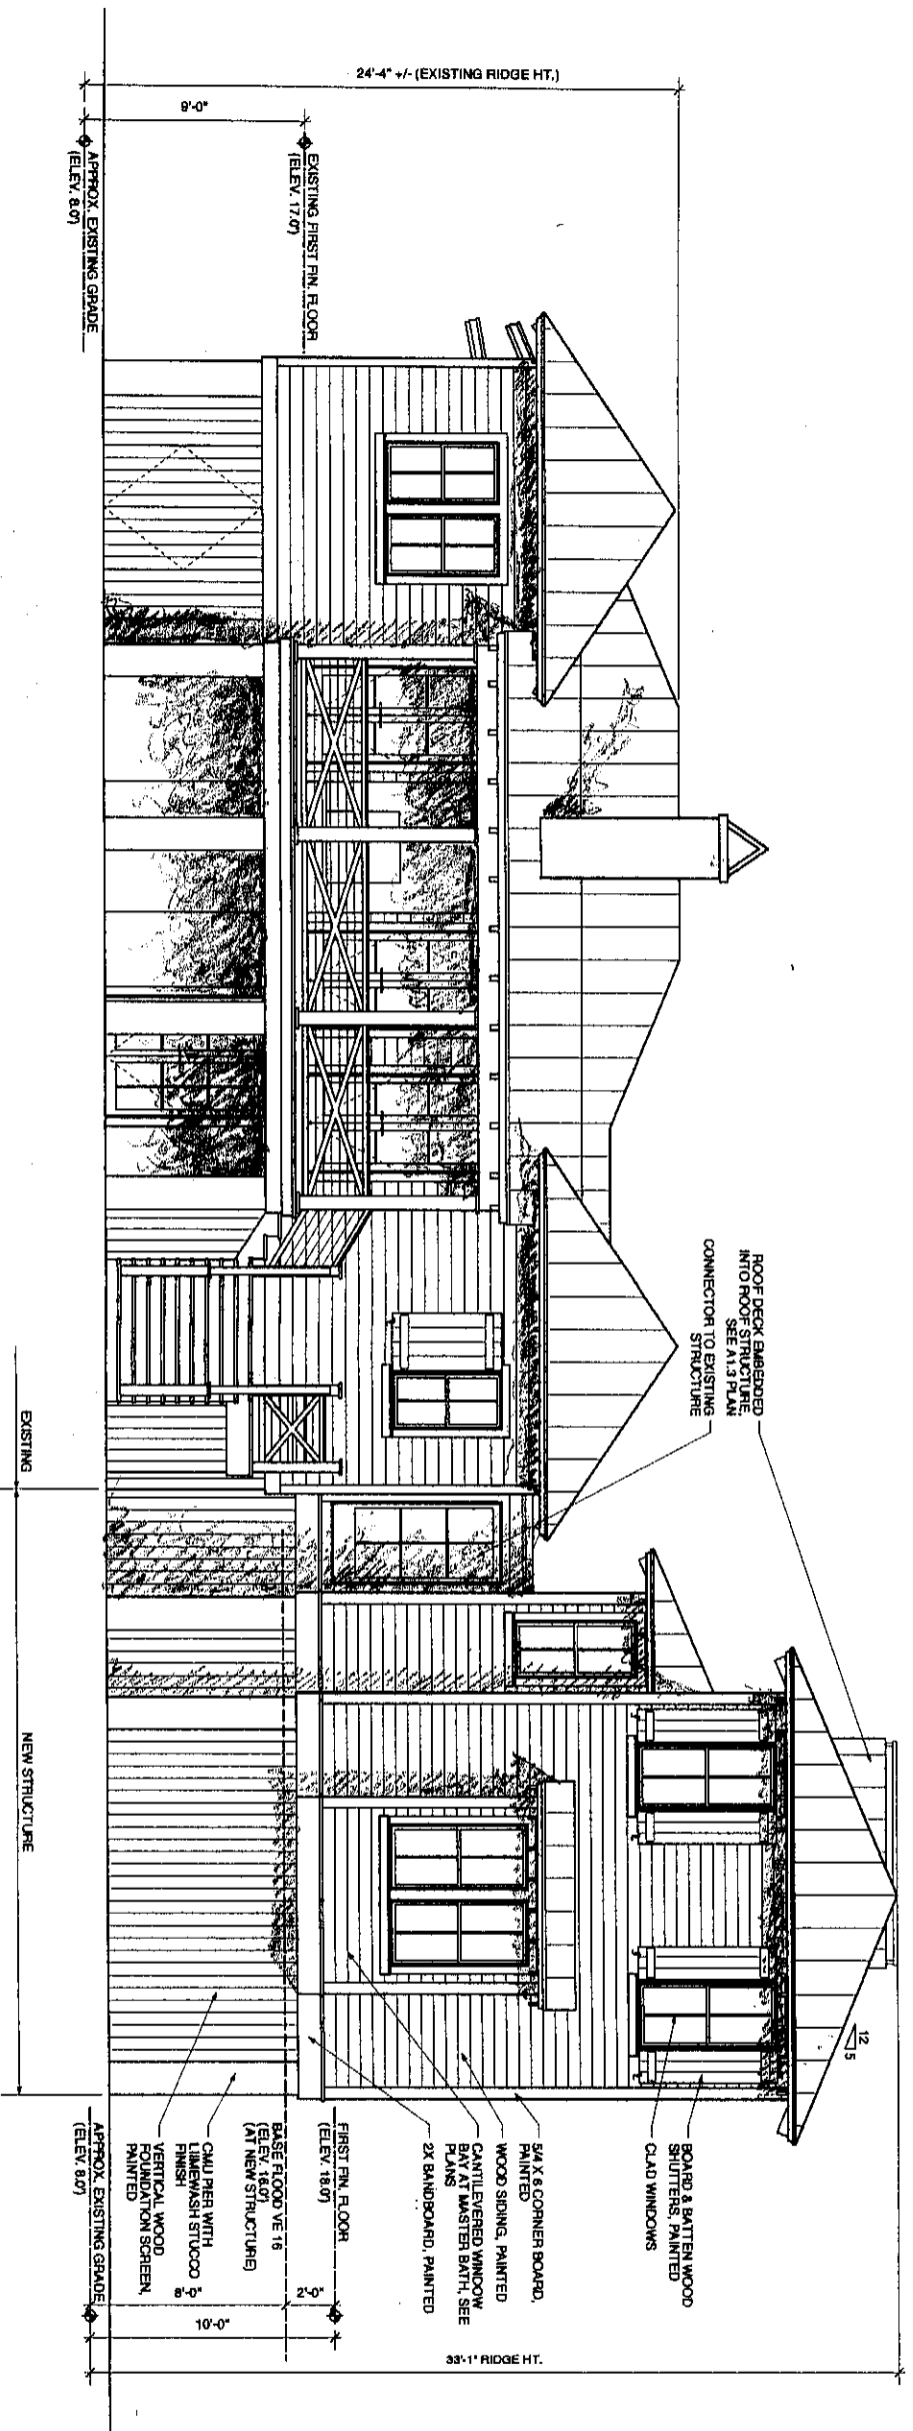 24'-4" +/- (EXISTING RIDGE HT.)
9'-0"
EXISTING FIRST FIN. FLOOR
(ELEV. 17.0')
APPROX. EXISTING GRADE
(ELEV. 8.0')
ROOF DECK EMBEDDED
INTO ROOF STRUCTURE,
SEE A1.3 PLAN
CONNECTOR TO EXISTING
STRUCTURE
EXISTING
NEW STRUCTURE
12
5
BOARD & BATTEN WOOD
SHUTTERS, PAINTED
CLAD WINDOWS
5/4 X 6 CORNER BOARD,
PAINTED
WOOD SIDING, PAINTED
CANTILEVERED WINDOW
BAY AT MASTER BATH, SEE
PLANS
2X BANDBOARD, PAINTED
FIRST FIN. FLOOR
(ELEV. 18.0')
BASE FLOOD VE 16
(ELEV. 16.0')
(AT NEW STRUCTURE)
CMU PIER WITH
LIMEWASH STUCCO
FINISH
VERTICAL WOOD
FOUNDATION SCREEN,
PAINTED
APPROX. EXISTING GRADE
(ELEV. 8.0')
2'-0"
8'-0"
10'-0"
33'-1" RIDGE HT.